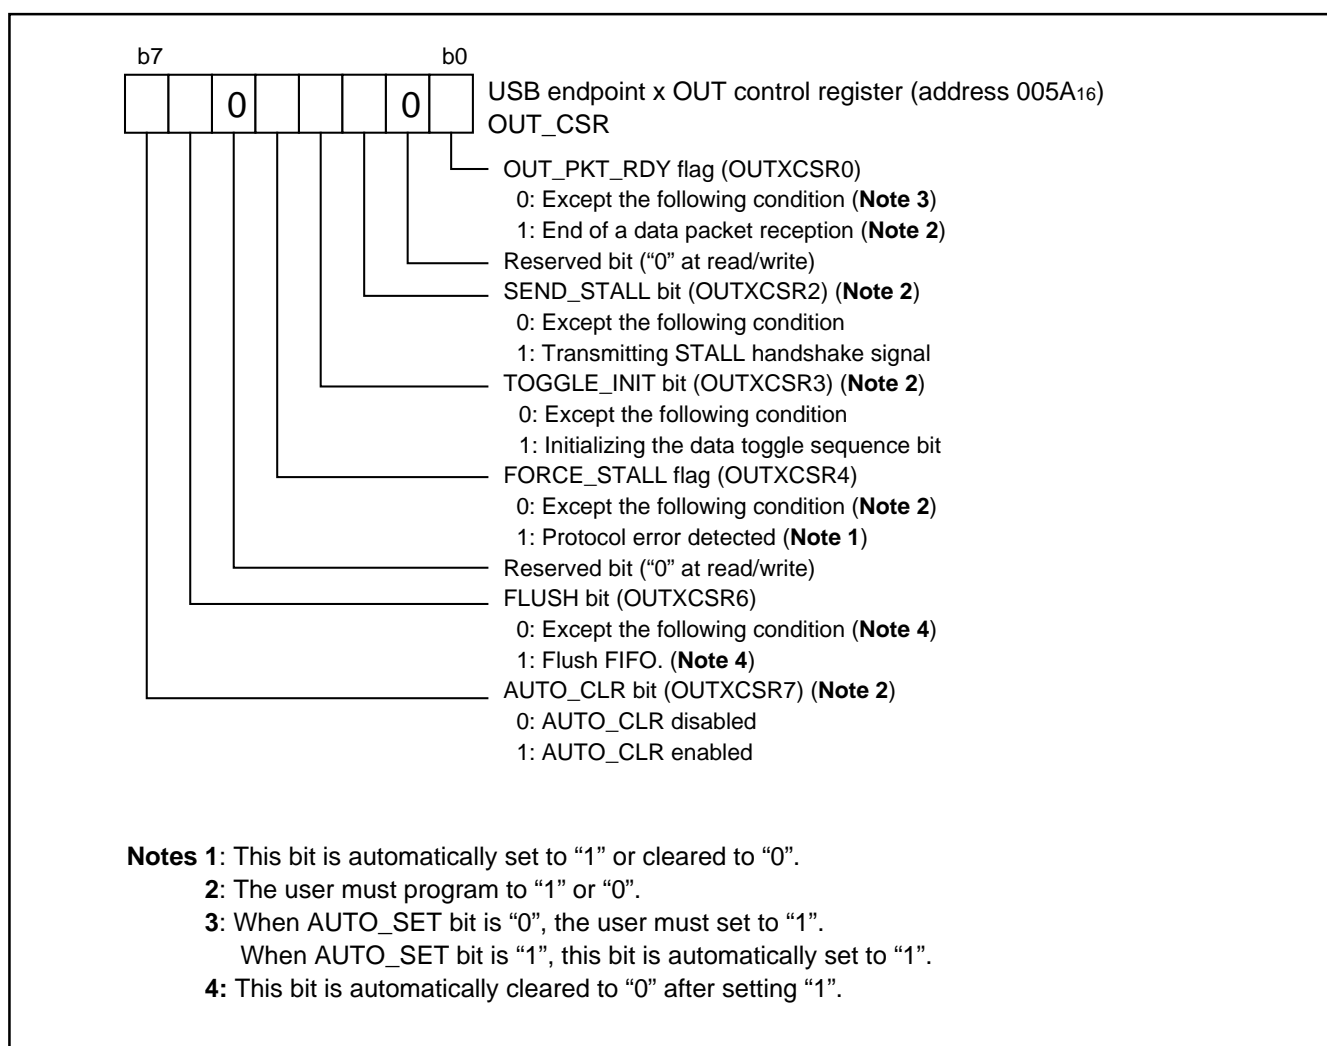 b7 b0
0 0
USB endpoint x OUT control register (address 005A16)
OUT_CSR
OUT_PKT_RDY flag (OUTXCSR0)
0: Except the following condition (Note 3)
1: End of a data packet reception (Note 2)
Reserved bit (“0” at read/write)
SEND_STALL bit (OUTXCSR2) (Note 2)
0: Except the following condition
1: Transmitting STALL handshake signal
TOGGLE_INIT bit (OUTXCSR3) (Note 2)
0: Except the following condition
1: Initializing the data toggle sequence bit
FORCE_STALL flag (OUTXCSR4)
0: Except the following condition (Note 2)
1: Protocol error detected (Note 1)
Reserved bit (“0” at read/write)
FLUSH bit (OUTXCSR6)
0: Except the following condition (Note 4)
1: Flush FIFO. (Note 4)
AUTO_CLR bit (OUTXCSR7) (Note 2)
0: AUTO_CLR disabled
1: AUTO_CLR enabled
Notes 1: This bit is automatically set to “1” or cleared to “0”.
2: The user must program to “1” or “0”.
3: When AUTO_SET bit is “0”, the user must set to “1”.
When AUTO_SET bit is “1”, this bit is automatically set to “1”.
4: This bit is automatically cleared to “0” after setting “1”.